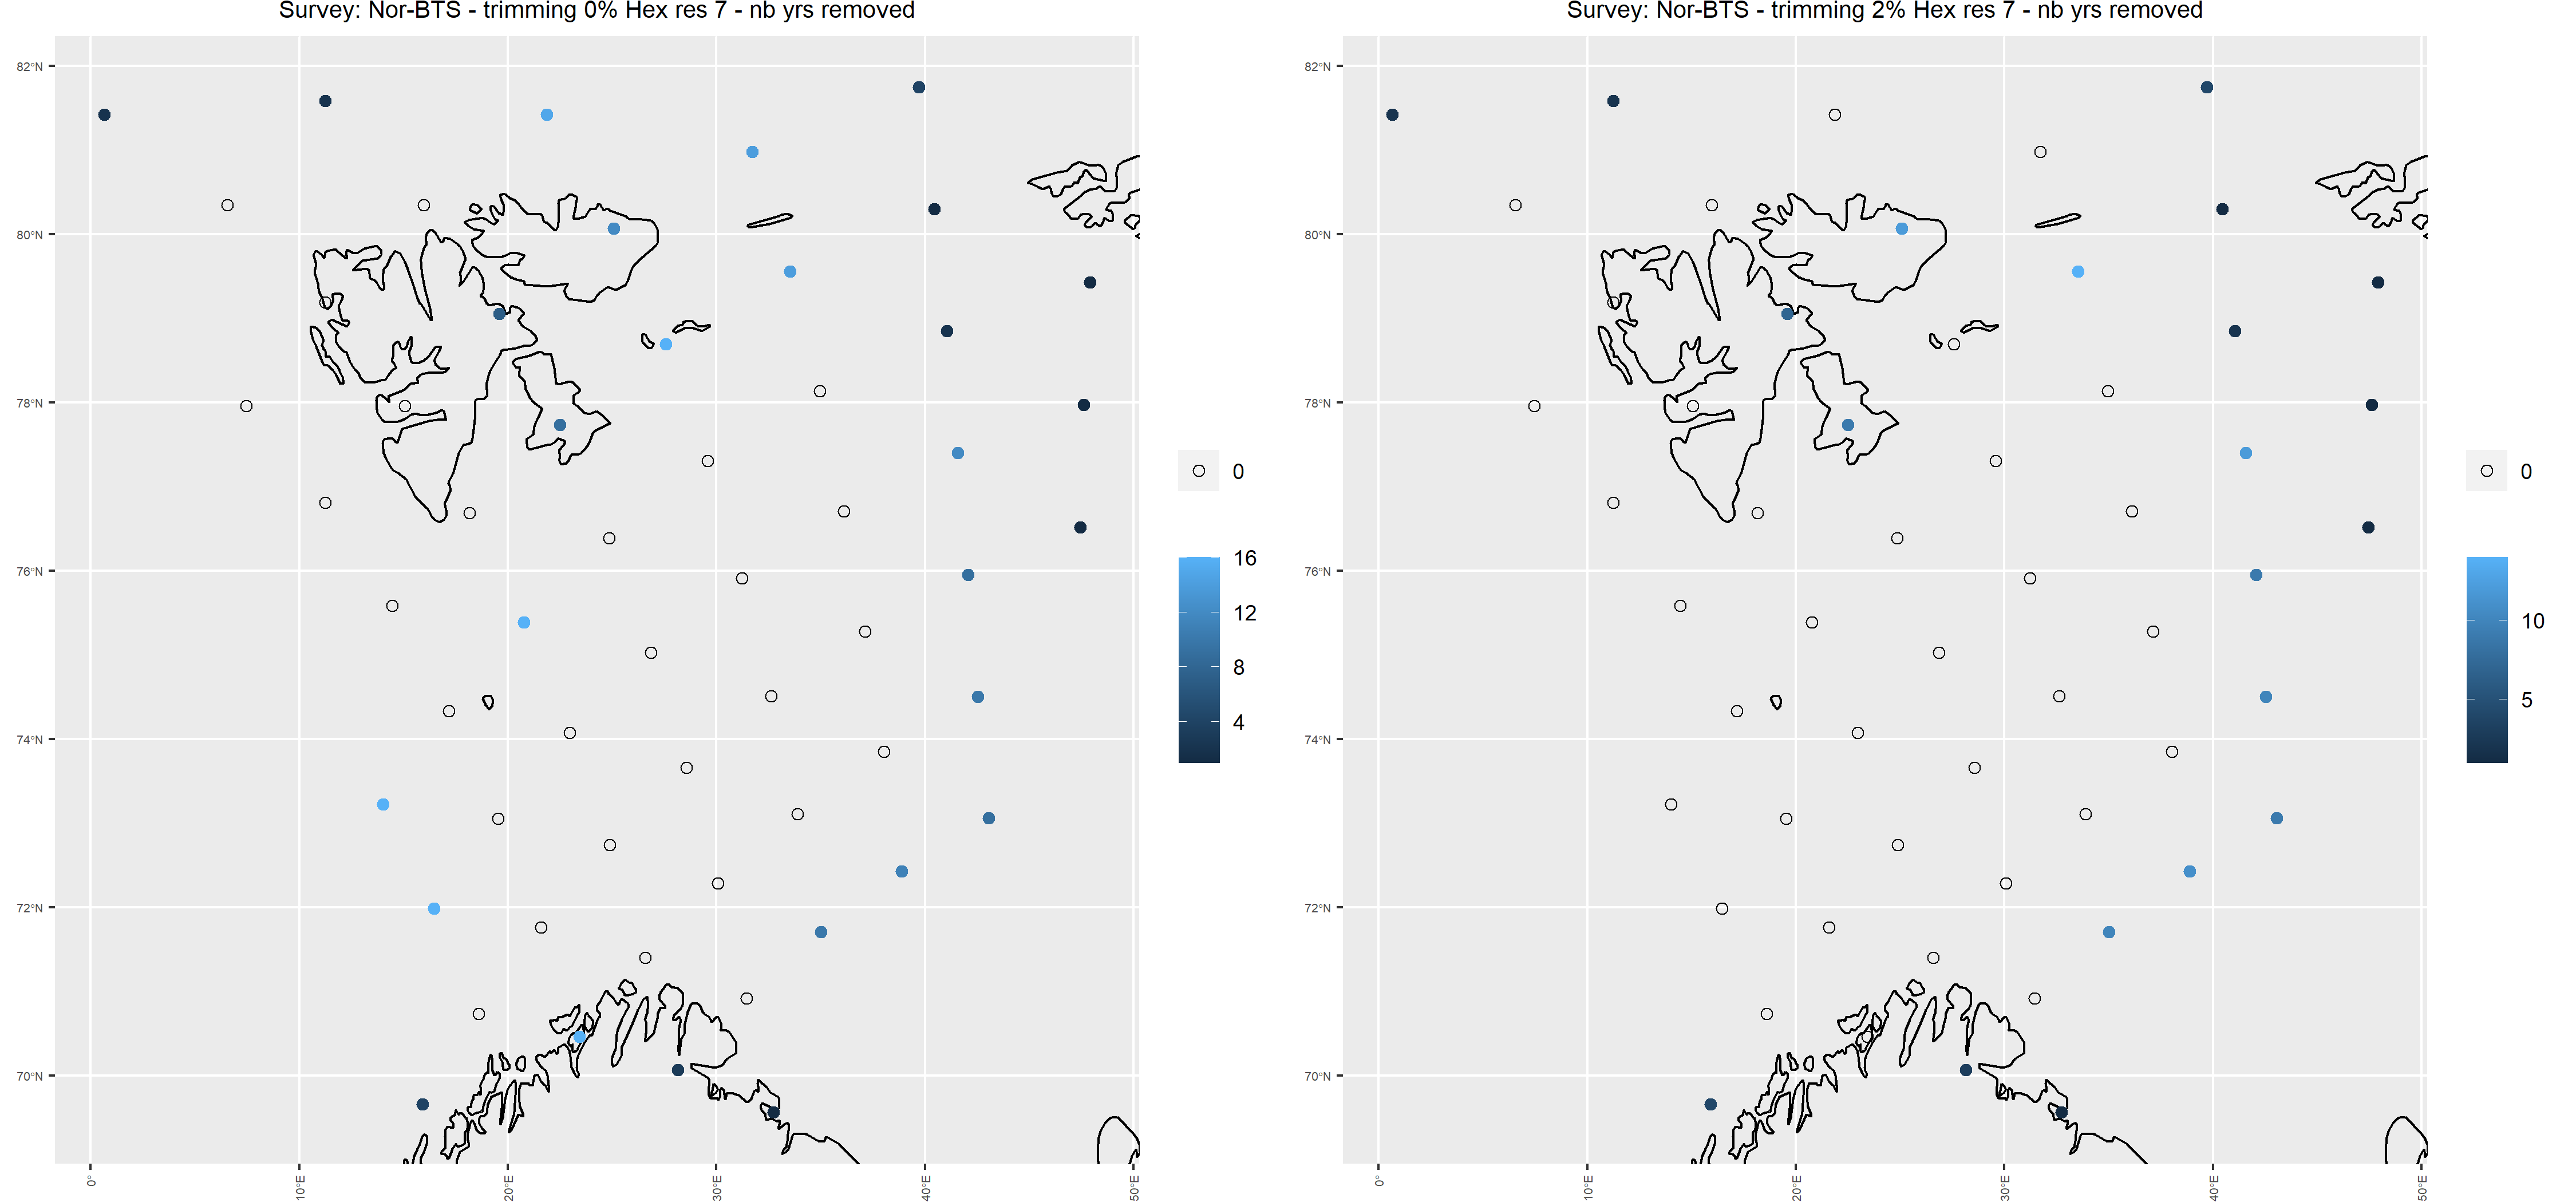 Survey: Nor-BTS - trimming 0% Hex res 7 - nb yrs removed
82°N
80°N
78°N
76°N
74°N
72°N
70°N
0°
10°E
20°E
30°E
40°E
50°E
0
16
12
8
4
Survey: Nor-BTS - trimming 2% Hex res 7 - nb yrs removed
82°N
80°N
78°N
76°N
74°N
72°N
70°N
0°
10°E
20°E
30°E
40°E
50°E
0
10
5